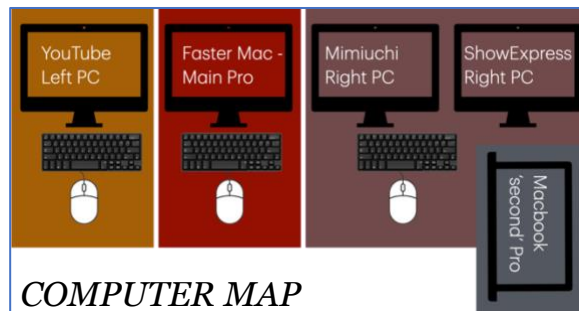 YouTube
Left PC
Faster Mac -
Main Pro
Mimiuchi
Right PC
ShowExpress
Right PC
Macbook
'second' Pro
COMPUTER MAP